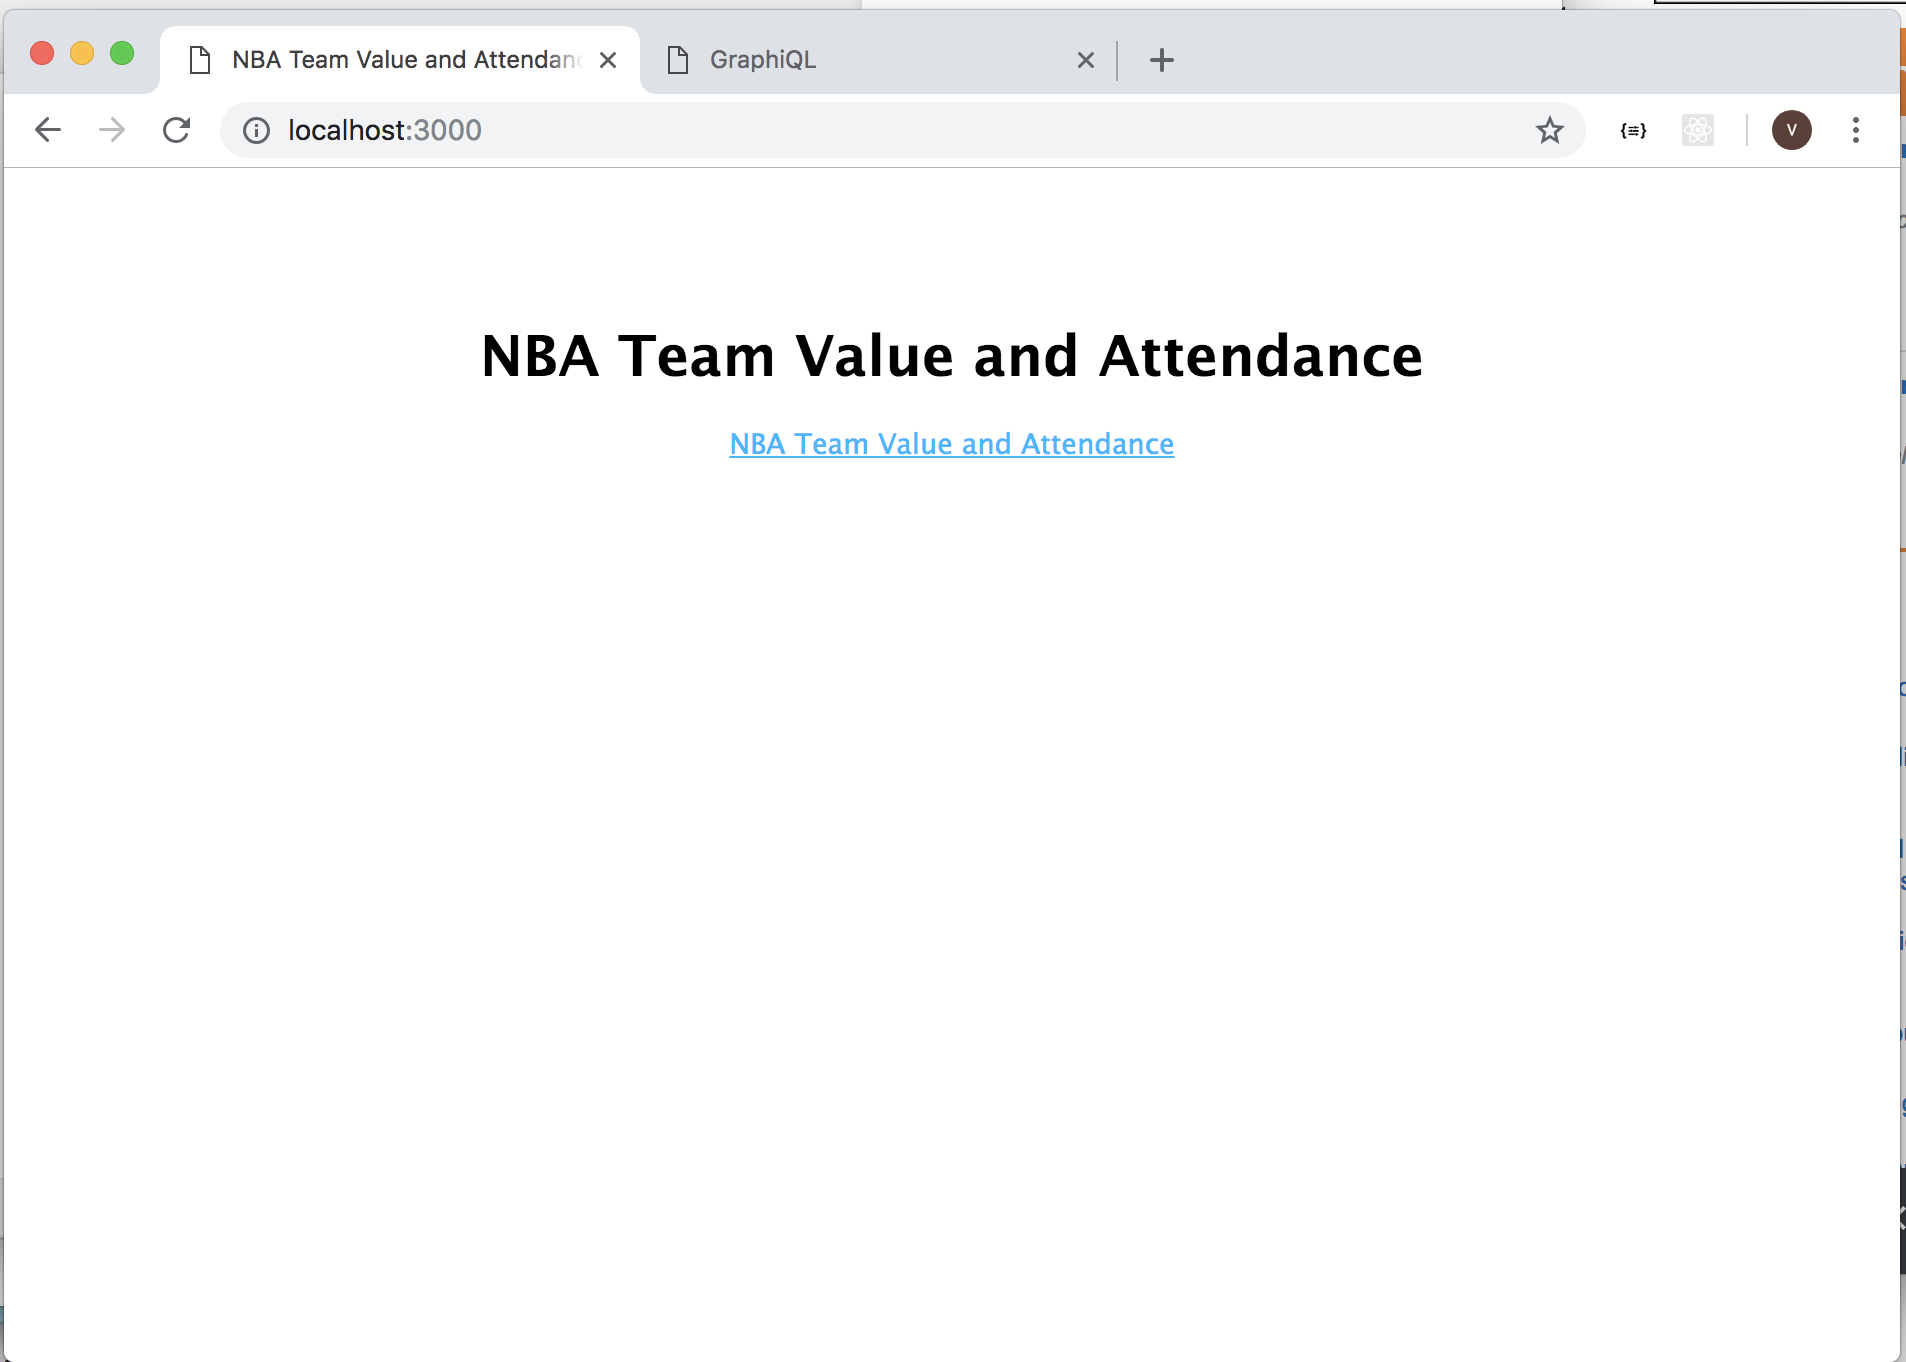 NBA Team Value and Attendanc
GraphiQL
localhost:3000
V
NBA Team Value and Attendance
NBA Team Value and Attendance